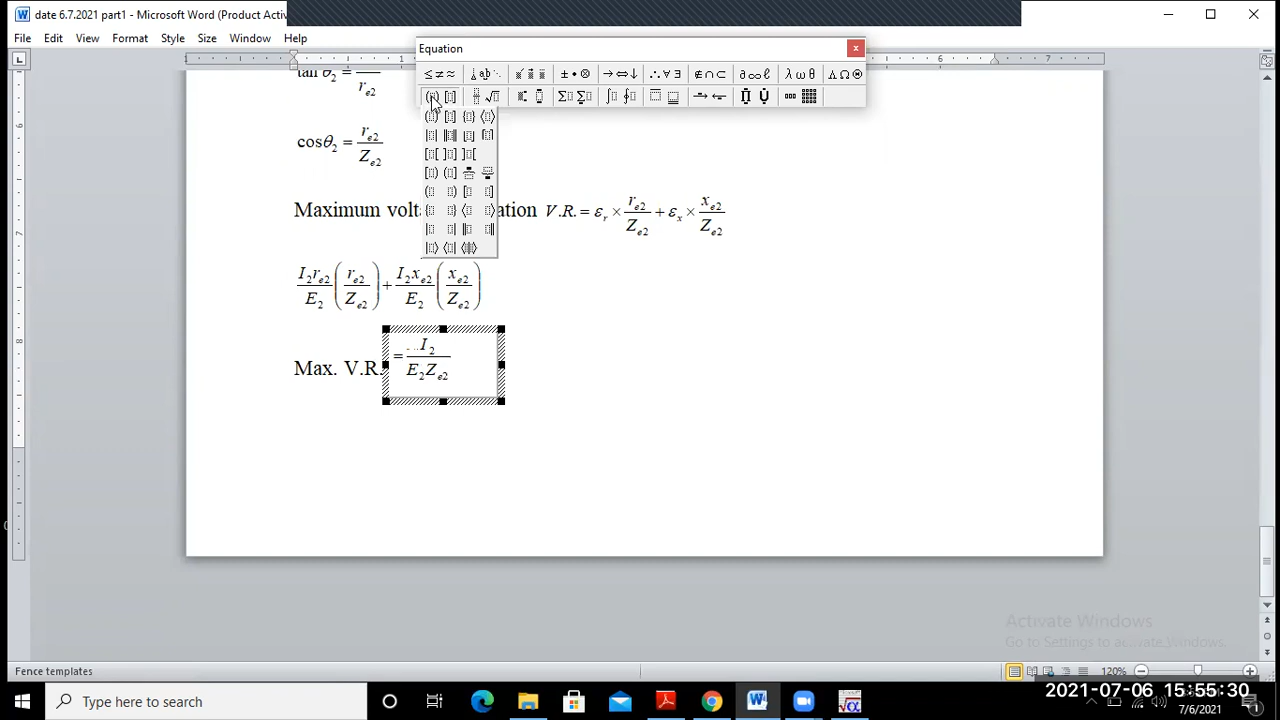 date 6.7.2021 part1 - Microsoft Word (Product Activ
File Edit View Format Style Size Window Help
Equation
tan θ2 = / re2
cosθ2 = re2 / Ze2
Maximum volt ation V.R. = εr × re2 / Ze2 + εx × xe2 / Ze2
I2re2 / E2 (re2 / Ze2) + I2xe2 / E2 (xe2 / Ze2)
Max. V.R. = I2 / E2Ze2
Activate Windows
Go to Settings to activate Windows.
Fence templates
120%
Type here to search
2021-07-06 15:55:30
7/6/2021